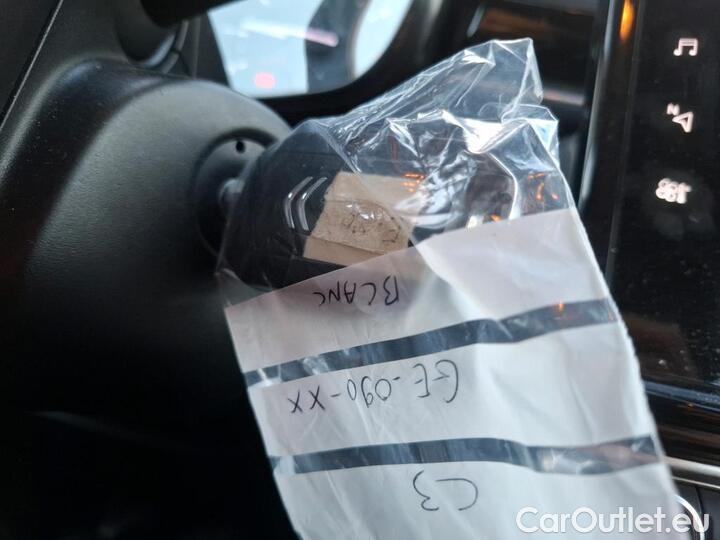 C3
GE-090-XX
BLANC
N
CarOutlet.eu